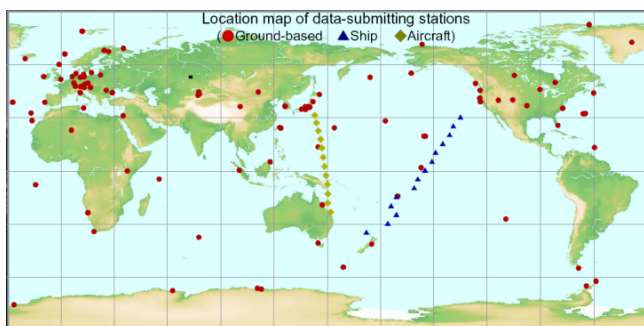 Location map of data-submitting stations
(Ground-based Ship Aircraft)